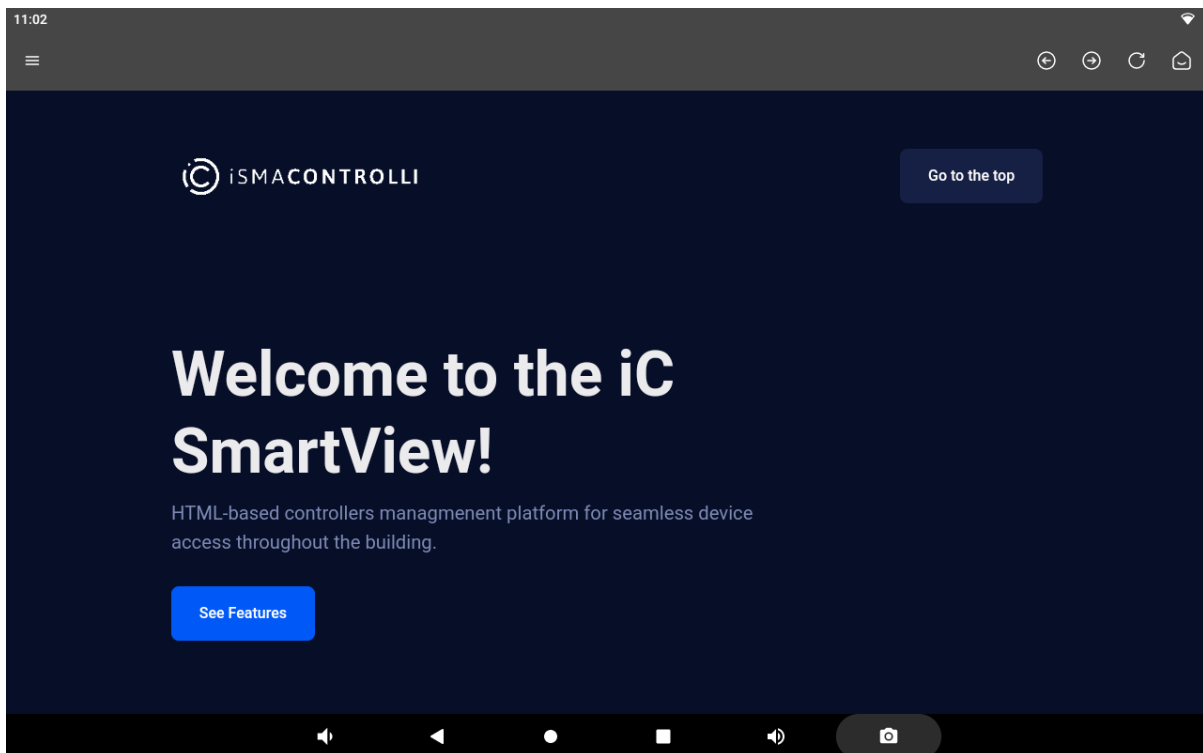 11:02
iSMACONTROLLI
Go to the top
Welcome to the iC
SmartView!
HTML-based controllers managmenent platform for seamless device
access throughout the building.
See Features